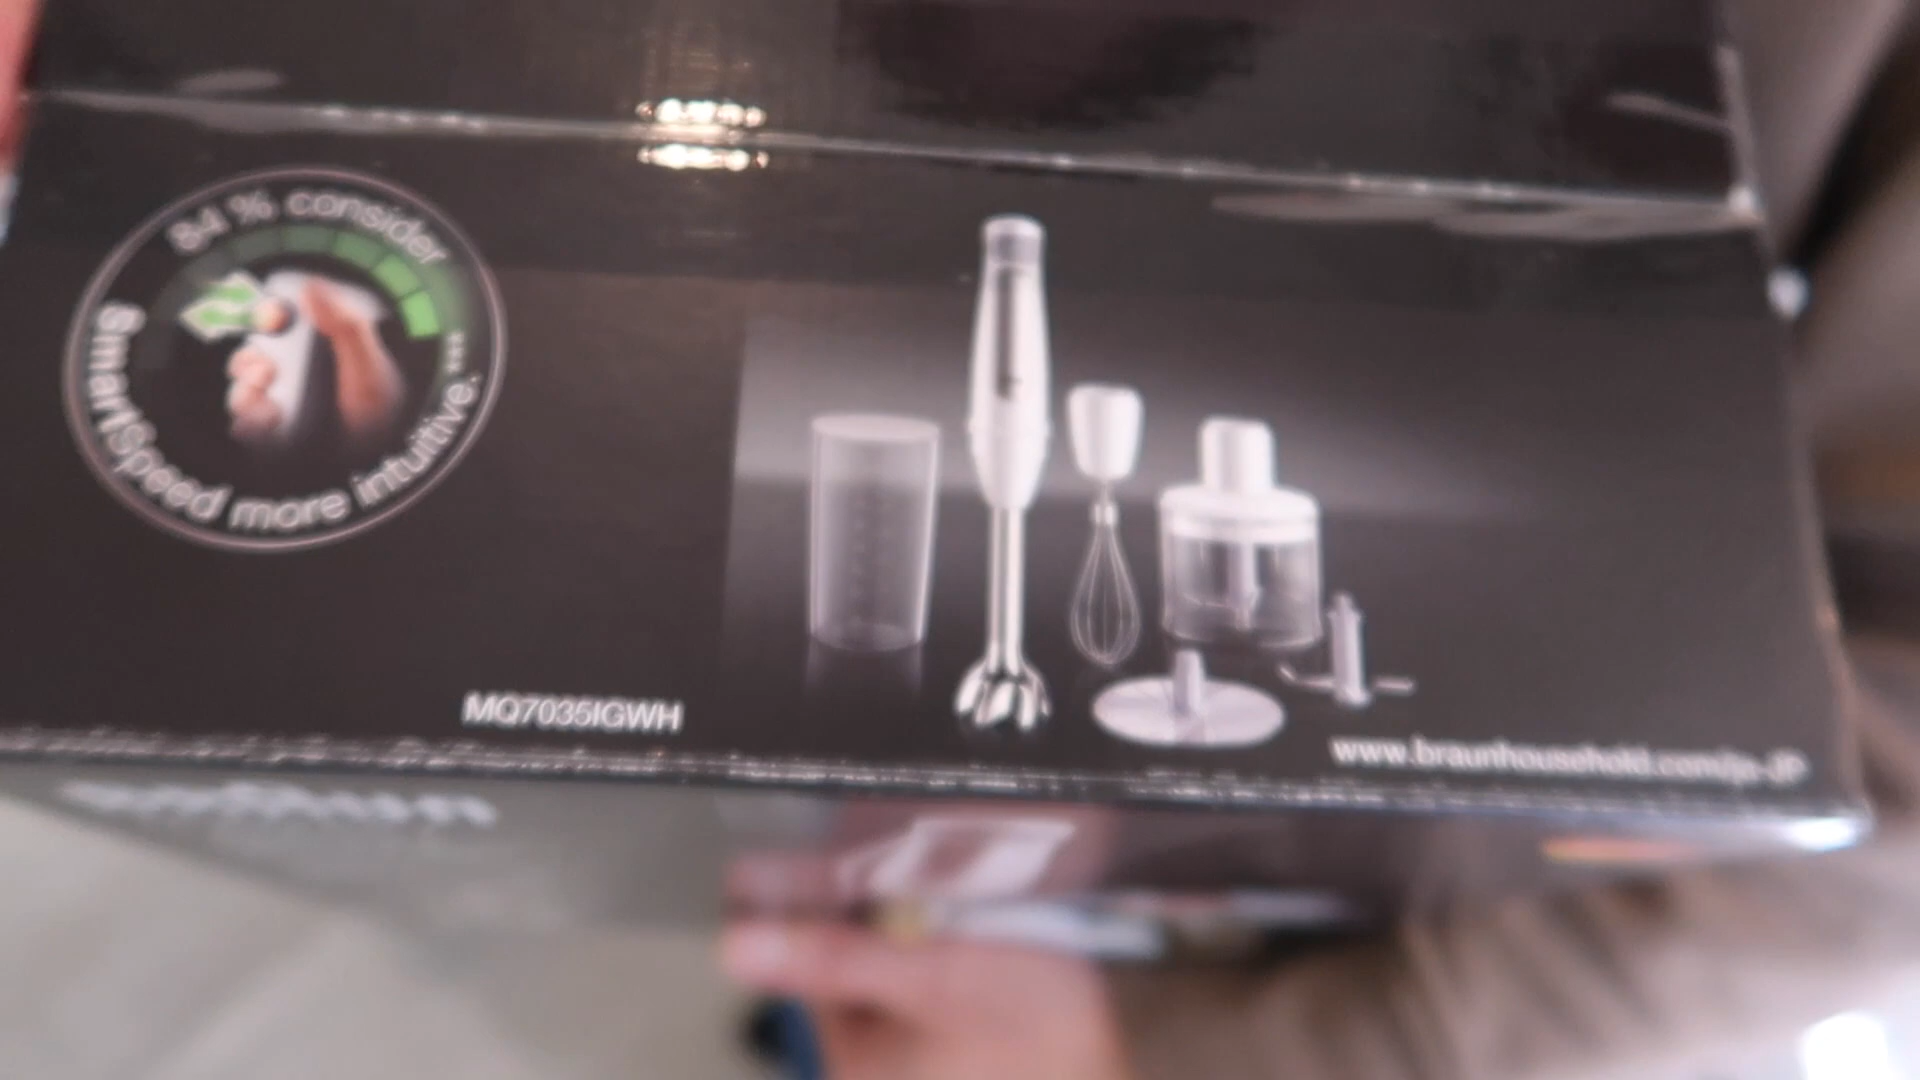 84 % consider
SmartSpeed more intuitive.***
MQ7035IGWH
www.braunhousehold.com/ja-JP